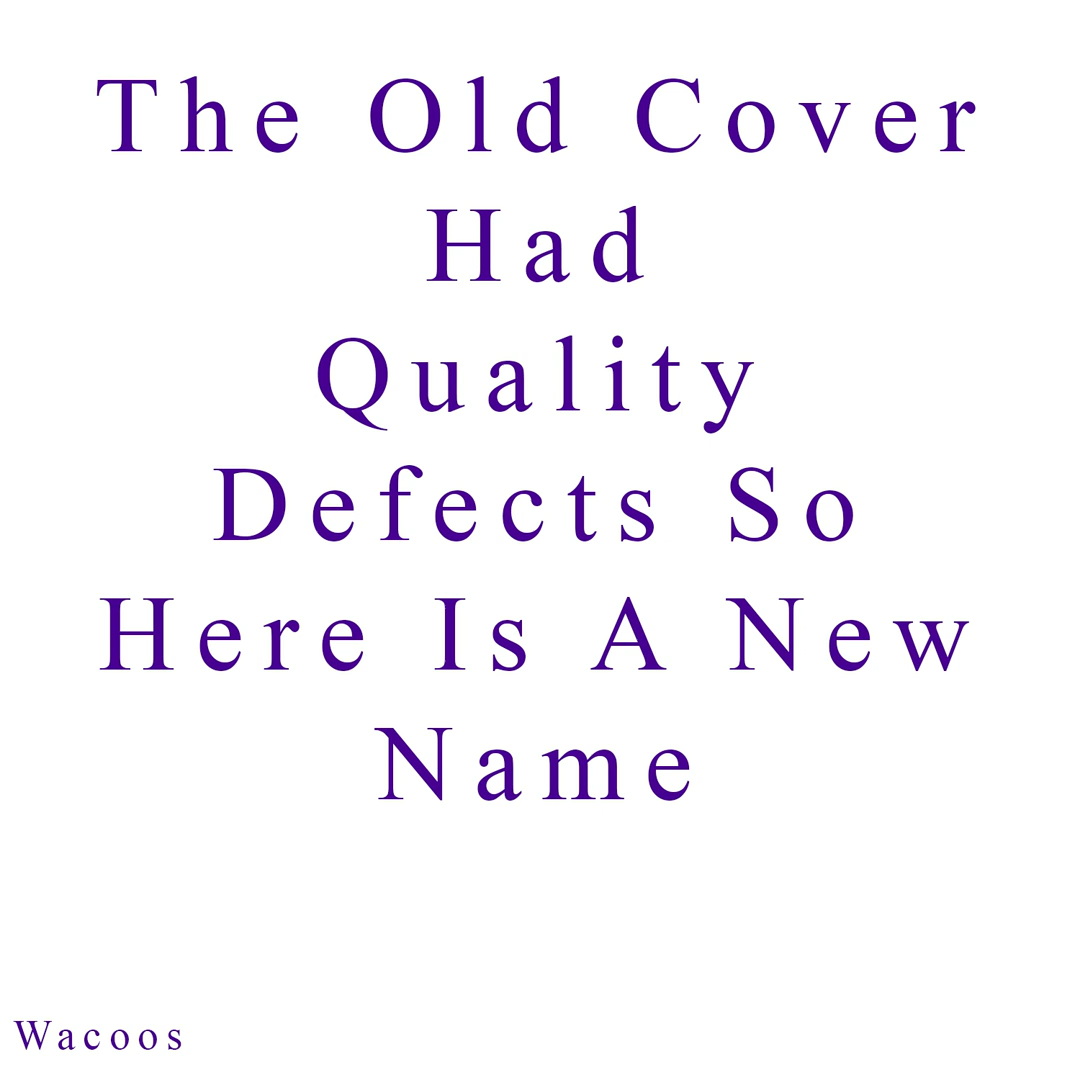 The Old Cover
Had
Quality
Defects So
Here Is A New
Name
Wacoos